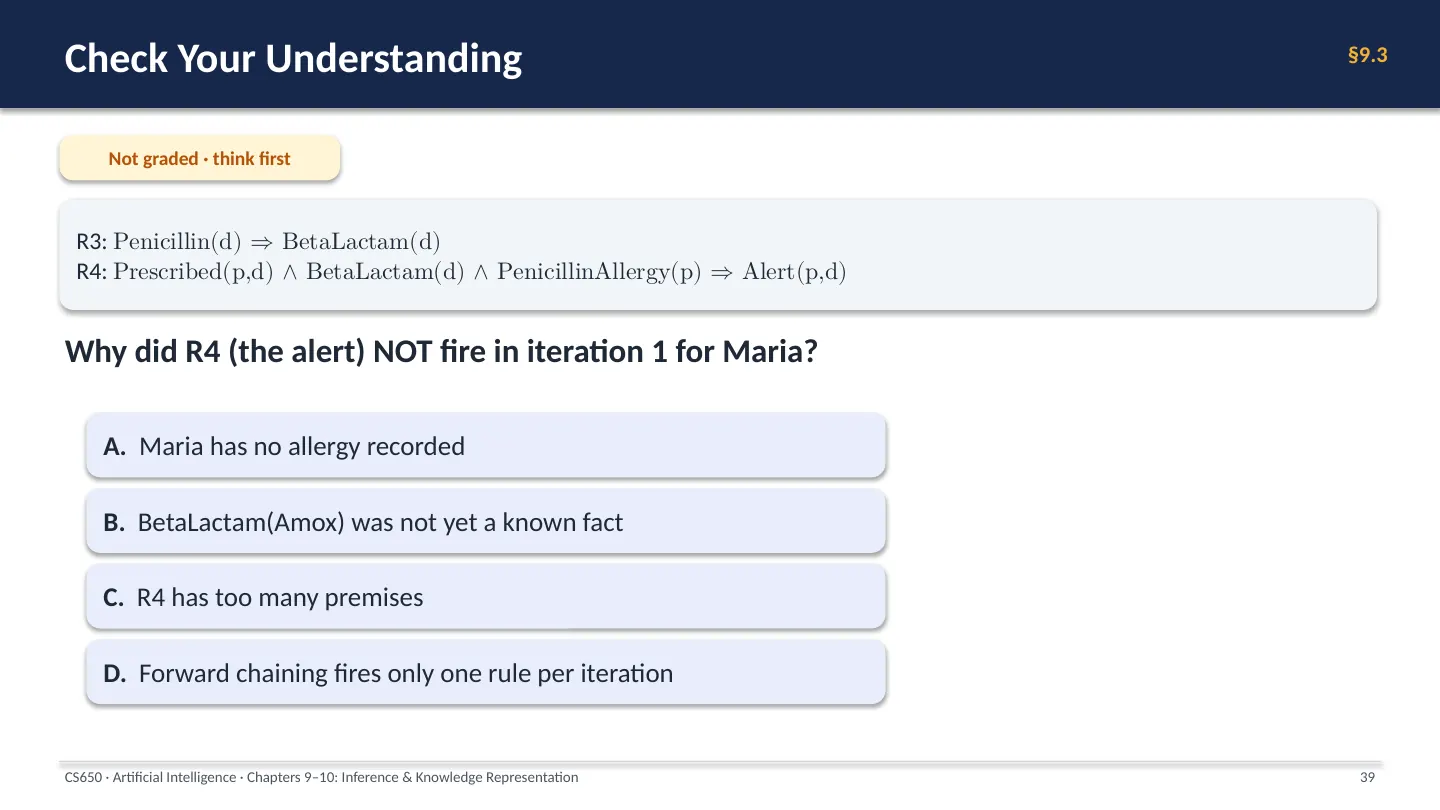 Check Your Understanding
§9.3
Not graded · think first
R3: Penicillin(d) ⇒ BetaLactam(d)
R4: Prescribed(p,d) ∧ BetaLactam(d) ∧ PenicillinAllergy(p) ⇒ Alert(p,d)
Why did R4 (the alert) NOT fire in iteration 1 for Maria?
A. Maria has no allergy recorded
B. BetaLactam(Amox) was not yet a known fact
C. R4 has too many premises
D. Forward chaining fires only one rule per iteration
CS650 · Artificial Intelligence · Chapters 9–10: Inference & Knowledge Representation
39